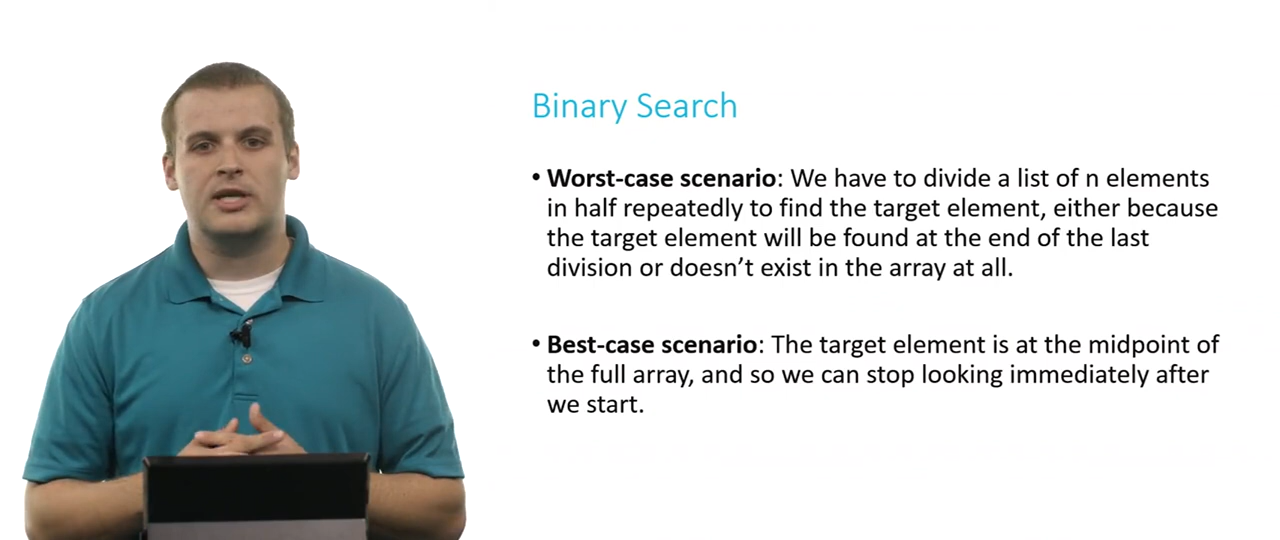 Binary Search
• Worst-case scenario: We have to divide a list of n elements
in half repeatedly to find the target element, either because
the target element will be found at the end of the last
division or doesn’t exist in the array at all.
• Best-case scenario: The target element is at the midpoint of
the full array, and so we can stop looking immediately after
we start.